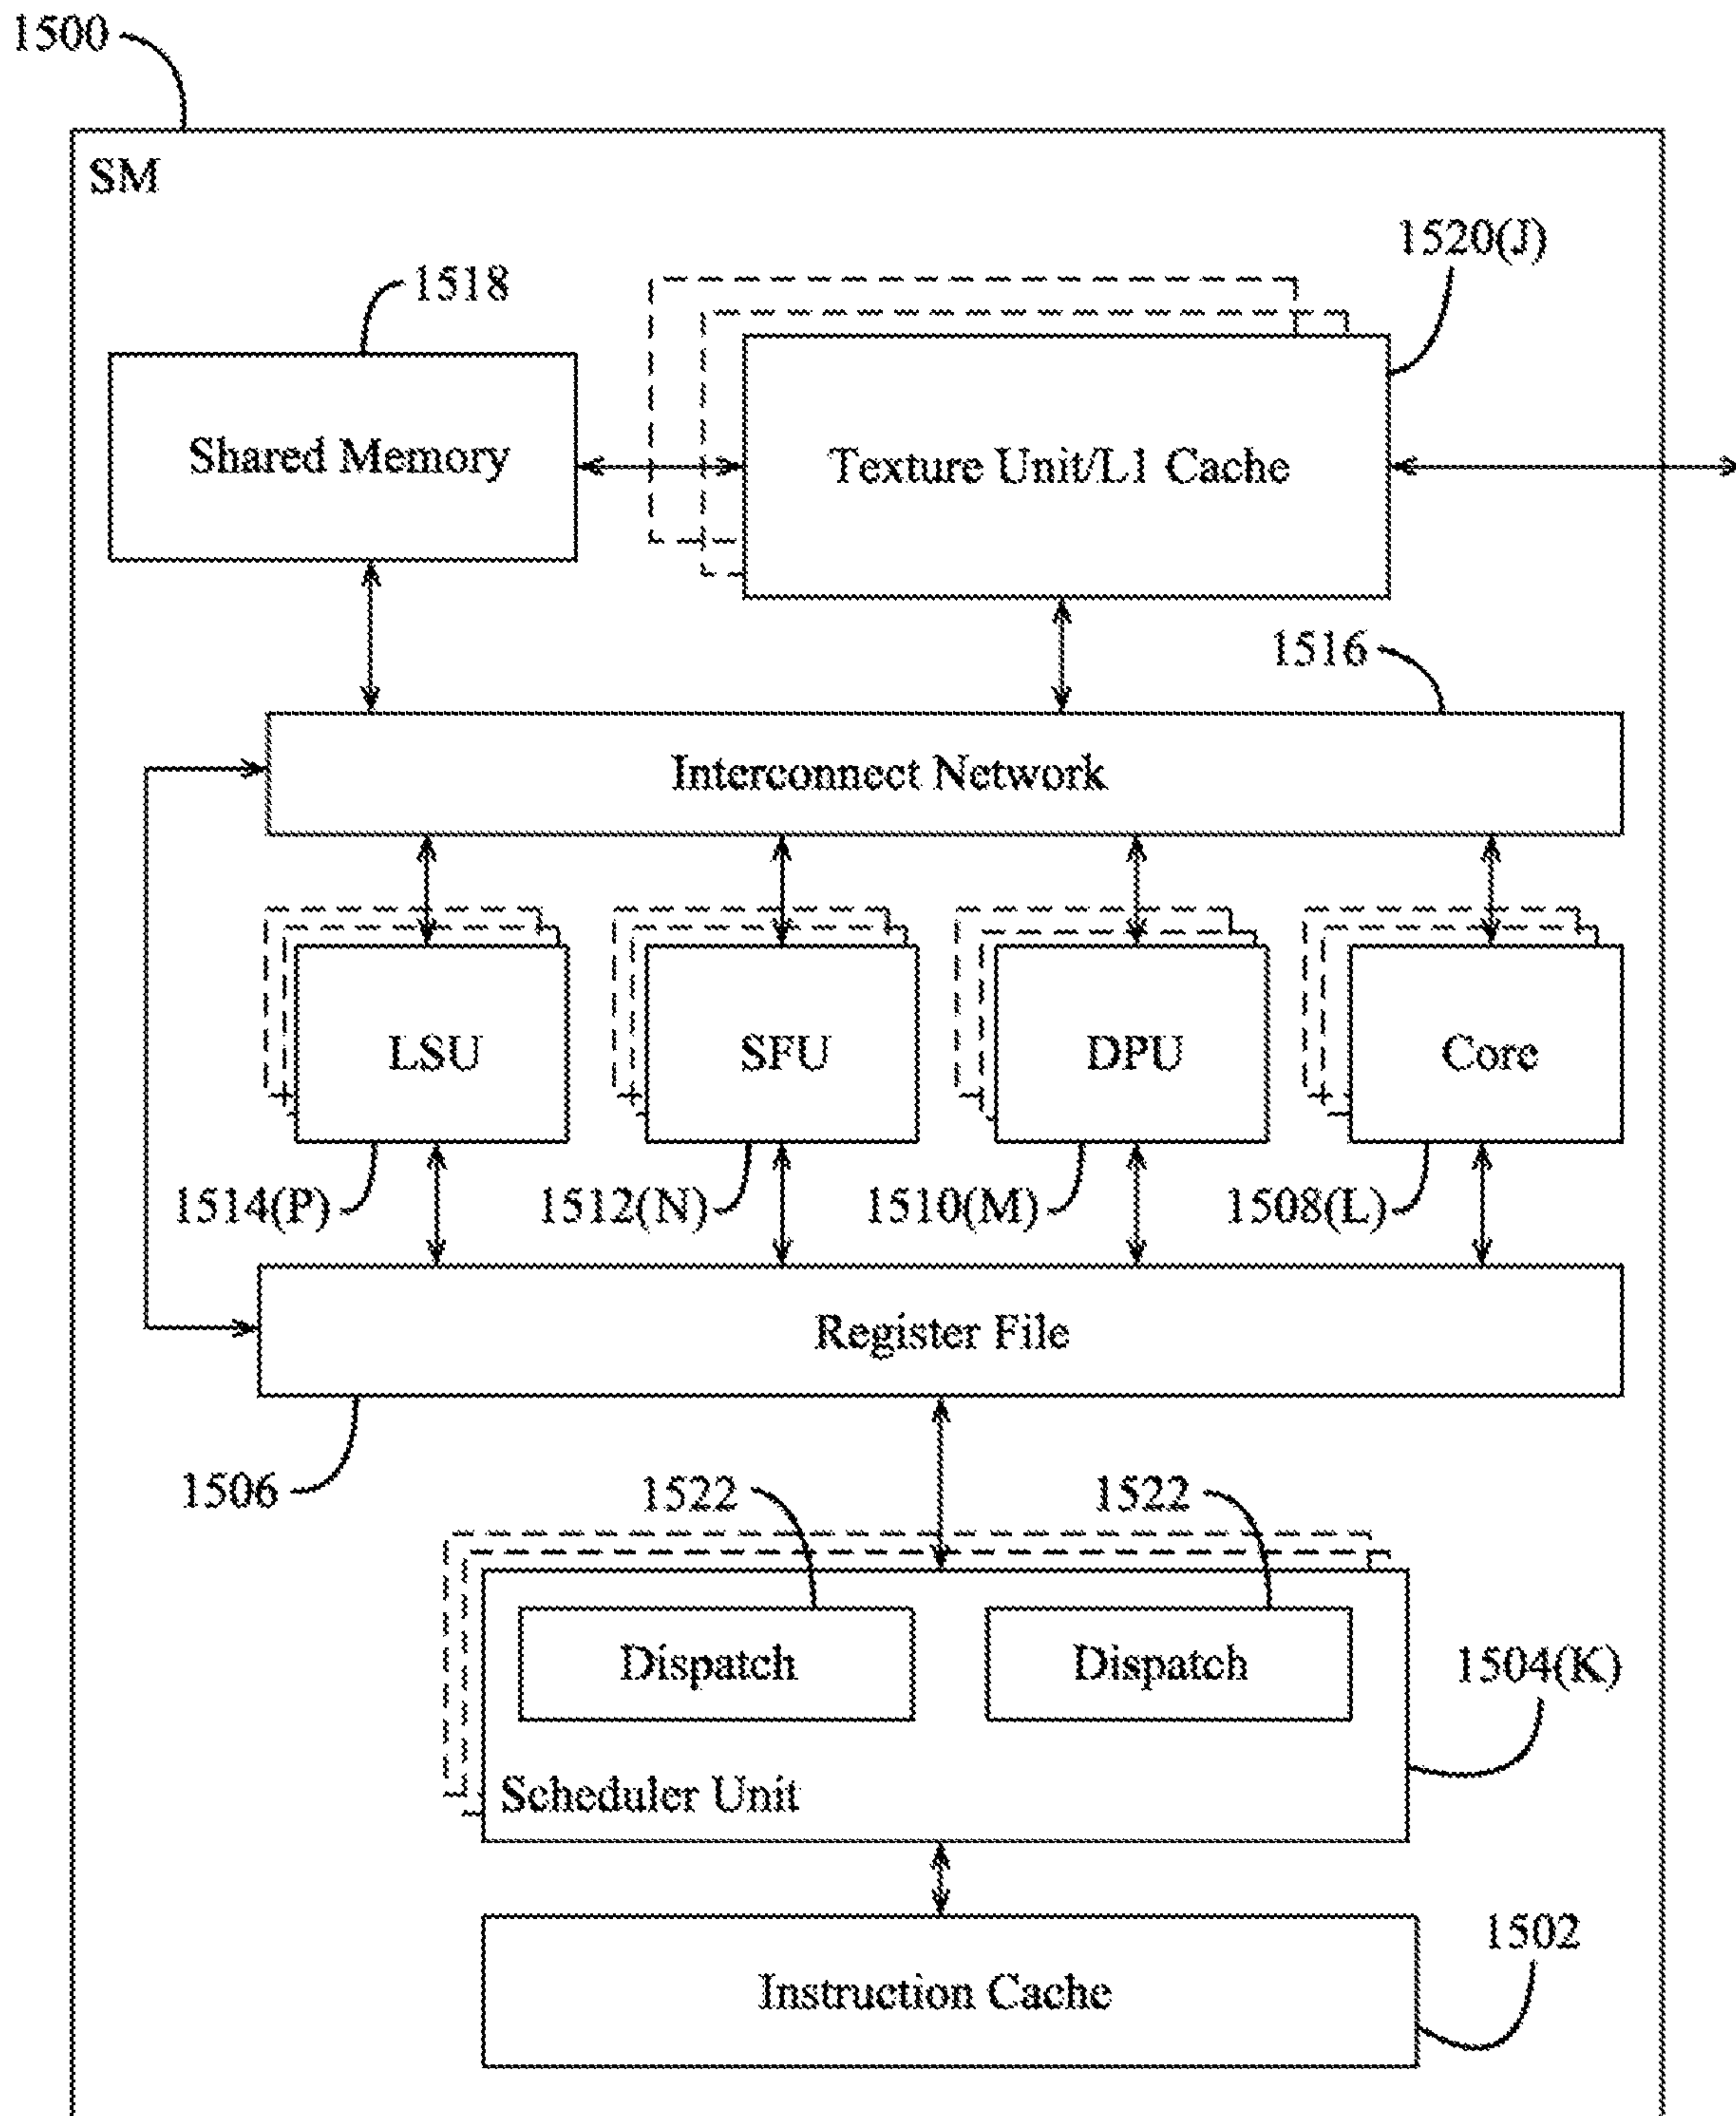 1500
SM
1520(J)
1518
Shared Memory
Texture Unit/L1 Cache
1516
Interconnect Network
LSU
SFU
DPU
Core
1514(P)
1512(N)
1510(M)
1508(L)
Register File
1506
1522
1522
Dispatch
Dispatch
1504(K)
Scheduler Unit
1502
Instruction Cache